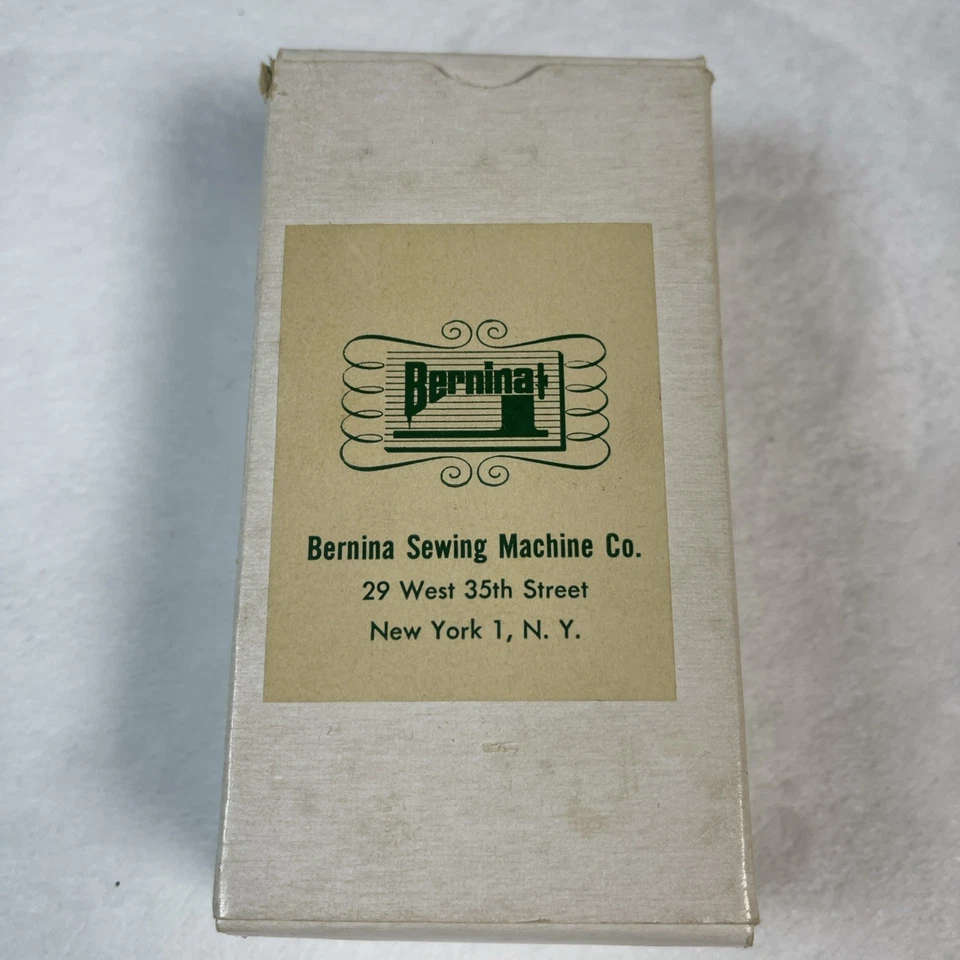 Bernina
Bernina Sewing Machine Co.
29 West 35th Street
New York 1, N. Y.